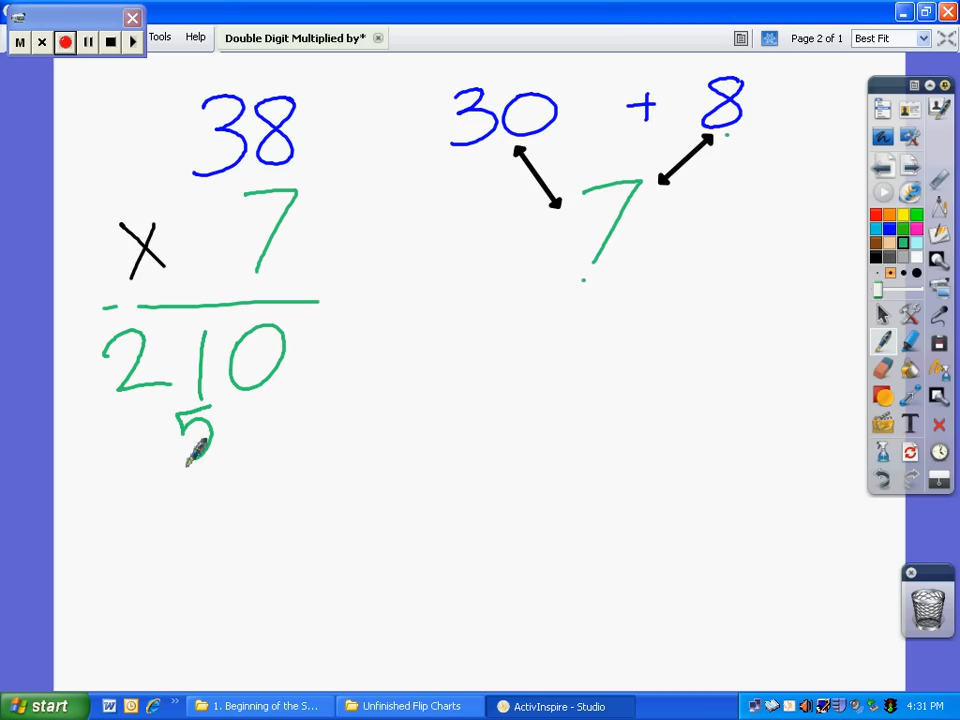 M
Tools Help
Double Digit Multiplied by*
Page 2 of 1
Best Fit
38
30 + 8
x 7
7
210
5
T
start
1. Beginning of the S...
Unfinished Flip Charts
ActivInspire - Studio
4:31 PM